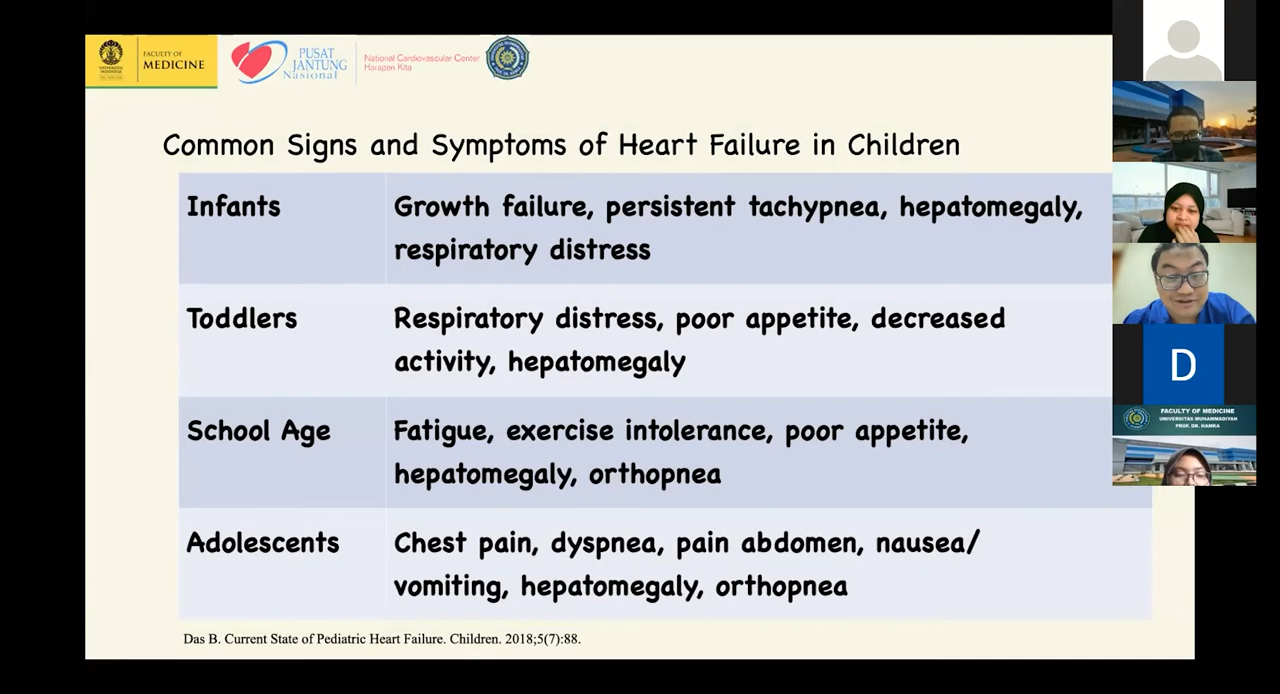 FACULTY OF
MEDICINE
UNIVERSITAS
INDONESIA
PUSAT
JANTUNG
Nasional
National Cardiovascular Center
Harapan Kita
Common Signs and Symptoms of Heart Failure in Children
Infants
Growth failure, persistent tachypnea, hepatomegaly,
respiratory distress
Toddlers
Respiratory distress, poor appetite, decreased
activity, hepatomegaly
School Age
Fatigue, exercise intolerance, poor appetite,
hepatomegaly, orthopnea
Adolescents
Chest pain, dyspnea, pain abdomen, nausea/
vomiting, hepatomegaly, orthopnea
Das B. Current State of Pediatric Heart Failure. Children. 2018;5(7):88.
D
FACULTY OF MEDICINE
UNIVERSITAS MUHAMMADIYAH
PROF. DR. HAMKA